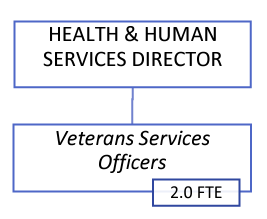 HEALTH & HUMAN
SERVICES DIRECTOR
Veterans Services
Officers
2.0 FTE